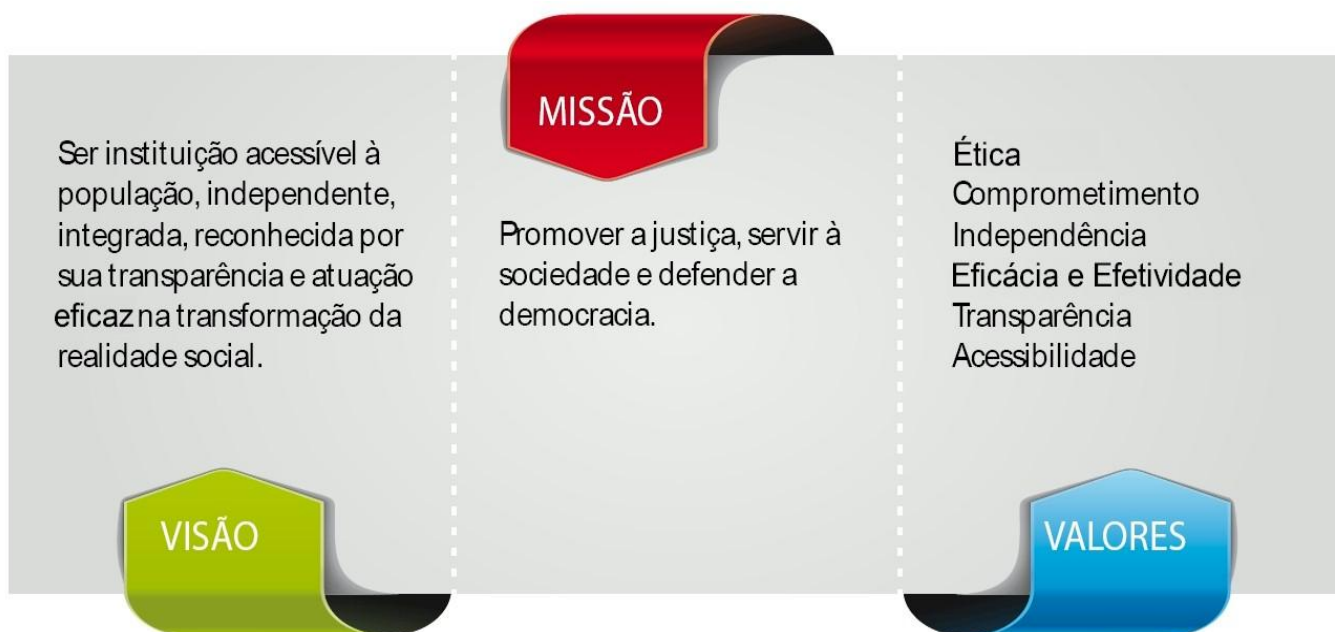 Ser instituição acessível à
população, independente,
integrada, reconhecida por
sua transparência e atuação
eficaz na transformação da
realidade social.
VISÃO
MISSÃO
Promover a justiça, servir à
sociedade e defender a
democracia.
Ética
Comprometimento
Independência
Eficácia e Efetividade
Transparência
Acessibilidade
VALORES